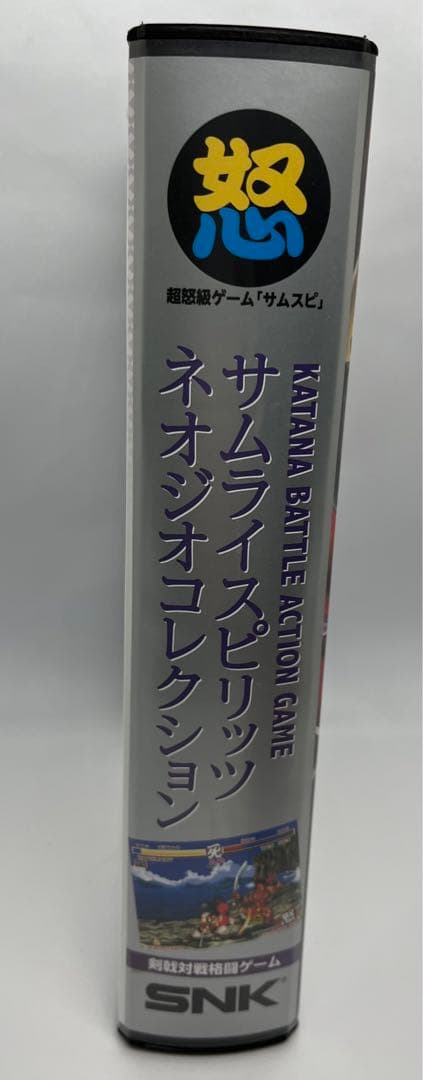 怒
超怒級ゲーム「サムスピ」
KATANA BATTLE ACTION GAME
サムライスピリッツ
ネオジオコレクション
死
剣戟対戦格闘ゲーム
SNK